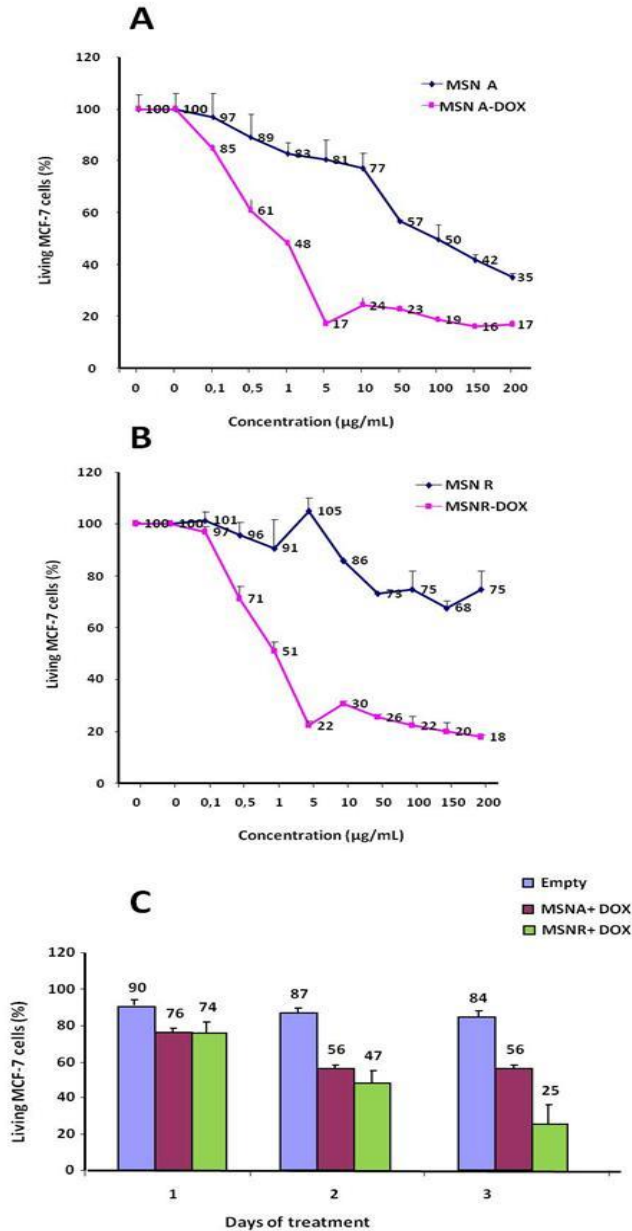 A
MSN A
MSN A-DOX
Living MCF-7 cells (%)
120
100
80
60
40
20
0
100 100 97 89 83 81 77 57 50 42 35
85 61 48 17 24 23 19 16 17
0 0 0,1 0,5 1 5 10 50 100 150 200
Concentration (µg/mL)
B
MSN R
MSNR-DOX
Living MCF-7 cells (%)
120
100
80
60
40
20
0
100 100 101 96 91 105 86 73 75 68 75
97 71 51 22 30 26 22 20 18
0 0 0,1 0,5 1 5 10 50 100 150 200
Concentration (µg/mL)
C
Empty
MSNA+ DOX
MSNR+ DOX
Living MCF-7 cells (%)
120
100
80
60
40
20
0
90 76 74 87 56 47 84 56 25
1 2 3
Days of treatment